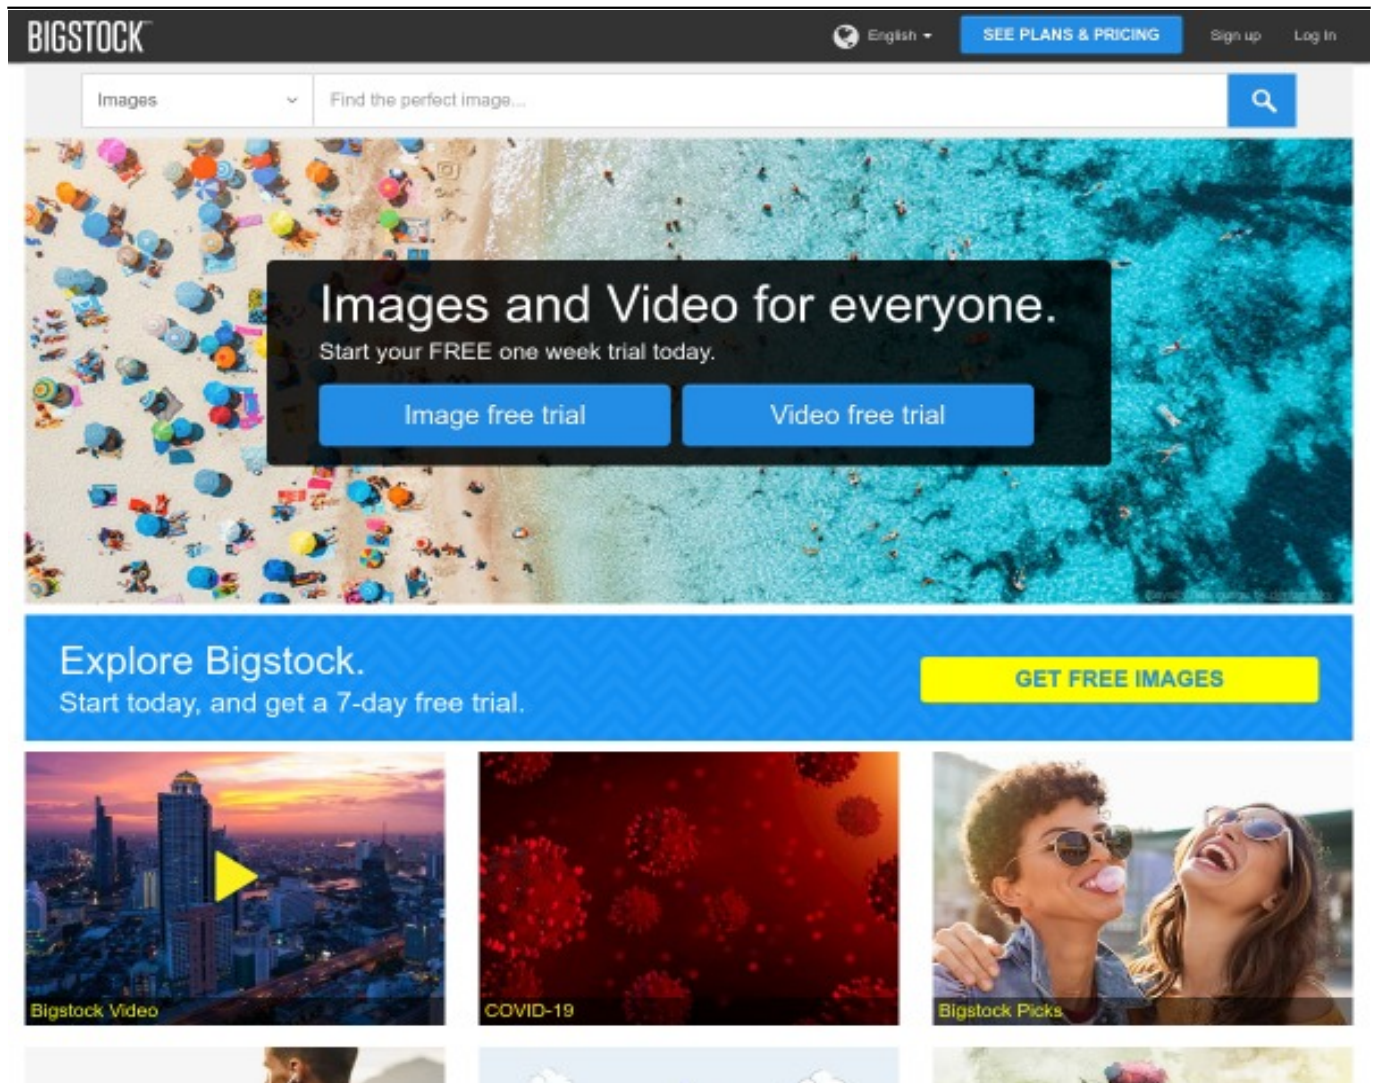 BIGSTOCK
English
SEE PLANS & PRICING
Sign up
Log In
Images
Find the perfect image...
Images and Video for everyone.
Start your FREE one week trial today.
Image free trial
Video free trial
Explore Bigstock.
Start today, and get a 7-day free trial.
GET FREE IMAGES
Bigstock Video
COVID-19
Bigstock Picks